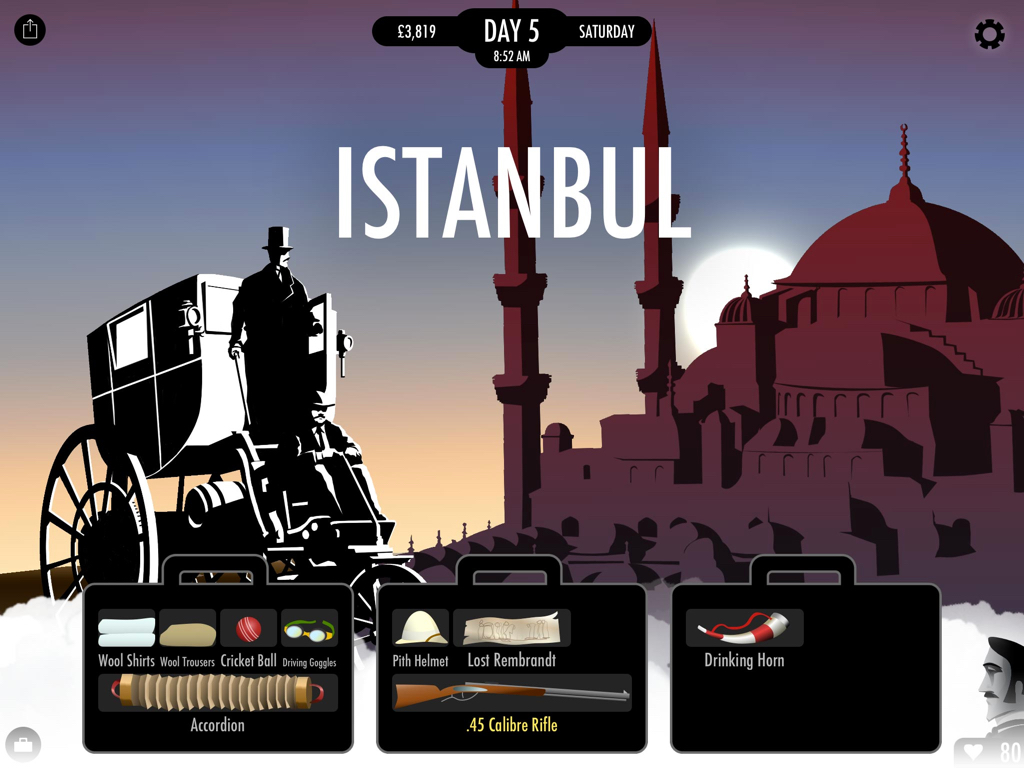 £3,819
DAY 5
SATURDAY
8:52 AM
ISTANBUL
Wool Shirts
Wool Trousers
Cricket Ball
Driving Goggles
Accordion
Pith Helmet
Lost Rembrandt
.45 Calibre Rifle
Drinking Horn
80